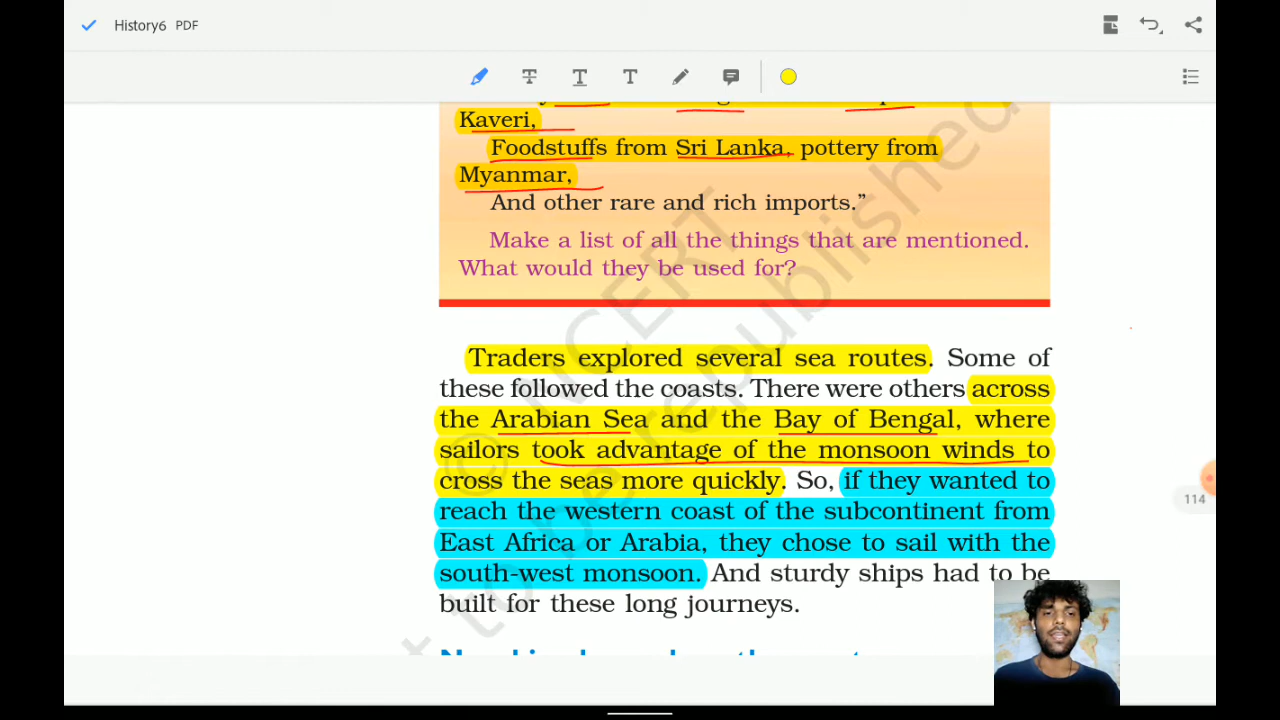 History6 PDF
Kaveri,
Foodstuffs from Sri Lanka, pottery from
Myanmar,
And other rare and rich imports.”
Make a list of all the things that are mentioned.
What would they be used for?
Traders explored several sea routes. Some of
these followed the coasts. There were others across
the Arabian Sea and the Bay of Bengal, where
sailors took advantage of the monsoon winds to
cross the seas more quickly. So, if they wanted to
reach the western coast of the subcontinent from
East Africa or Arabia, they chose to sail with the
south-west monsoon. And sturdy ships had to be
built for these long journeys.
114
© NCERT